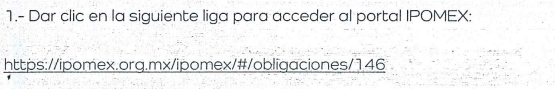 1.- Dar clic en la siguiente liga para acceder al portal IPOMEX:
https://ipomex.org.mx/ipomex/#/obligaciones/146